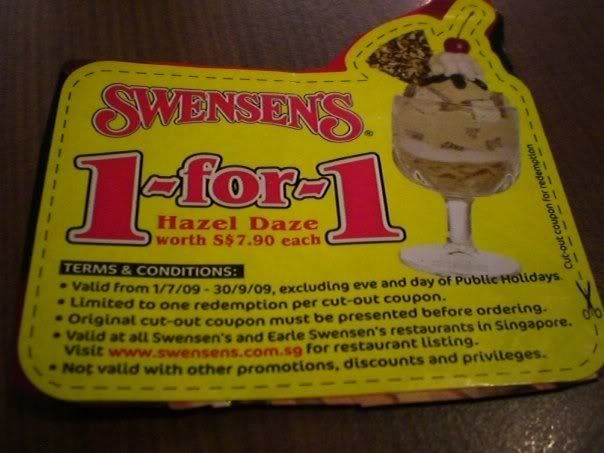 SWENSEN'S®
1-for-1
Hazel Daze
worth S$7.90 each
TERMS & CONDITIONS:
• Valid from 1/7/09 - 30/9/09, excluding eve and day of Public Holidays.
• Limited to one redemption per cut-out coupon.
• Original cut-out coupon must be presented before ordering.
• Valid at all Swensen's and Earle Swensen's restaurants in Singapore.
Visit www.swensens.com.sg for restaurant listing.
• Not valid with other promotions, discounts and privileges.
Cut-out coupon for redemption